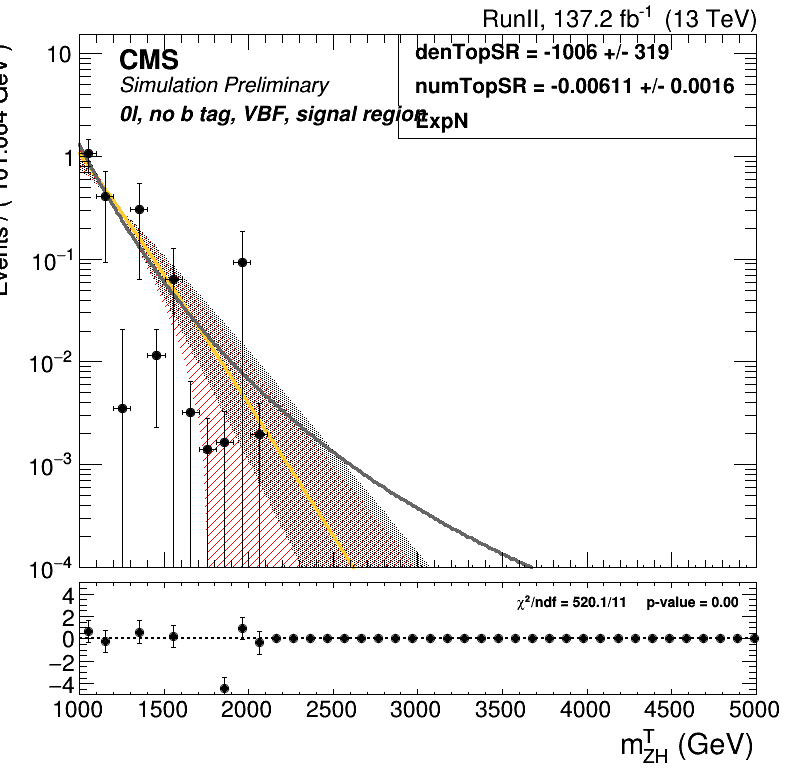 RunII, 137.2 fb⁻¹ (13 TeV)
CMS
Simulation Preliminary
0l, no b tag, VBF, signal region
denTopSR = -1006 +/- 319
numTopSR = -0.00611 +/- 0.0016
ExpN
10
1
10⁻¹
10⁻²
10⁻³
10⁻⁴
χ²/ndf = 520.1/11 p-value = 0.00
4
2
0
−2
−4
1000 1500 2000 2500 3000 3500 4000 4500 5000
m^T_ZH (GeV)